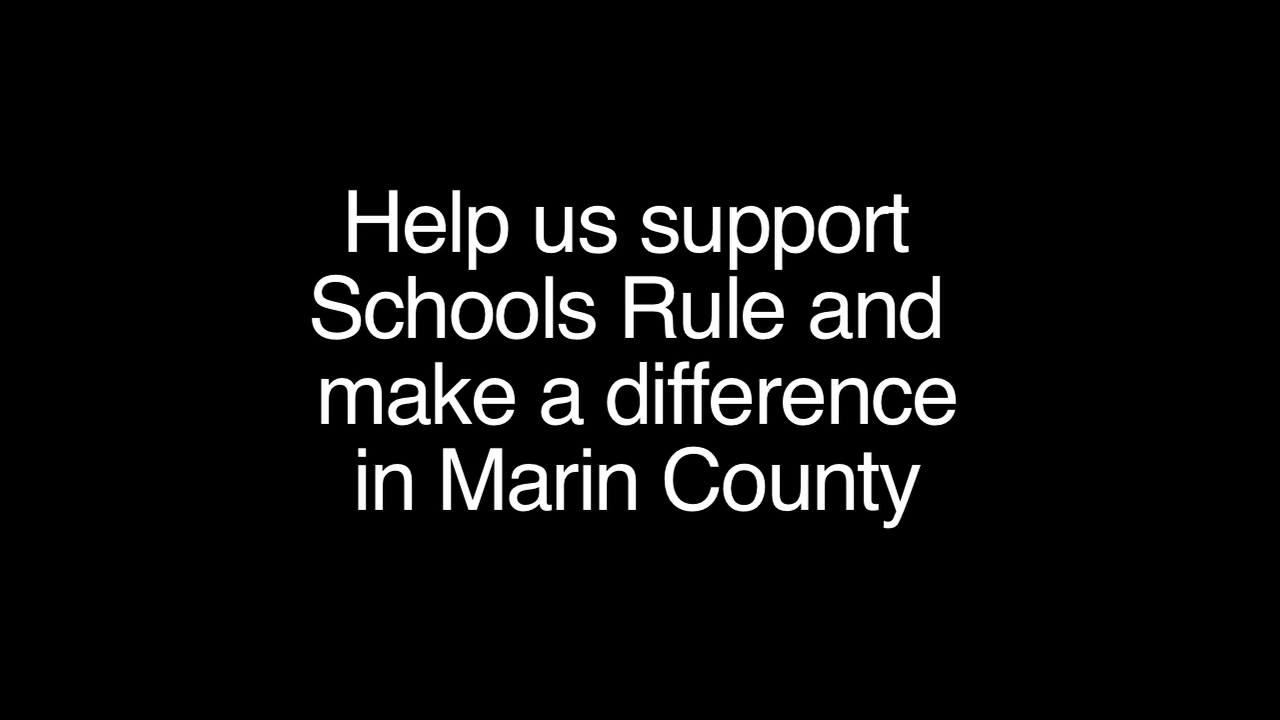 Help us support
Schools Rule and
make a difference
in Marin County